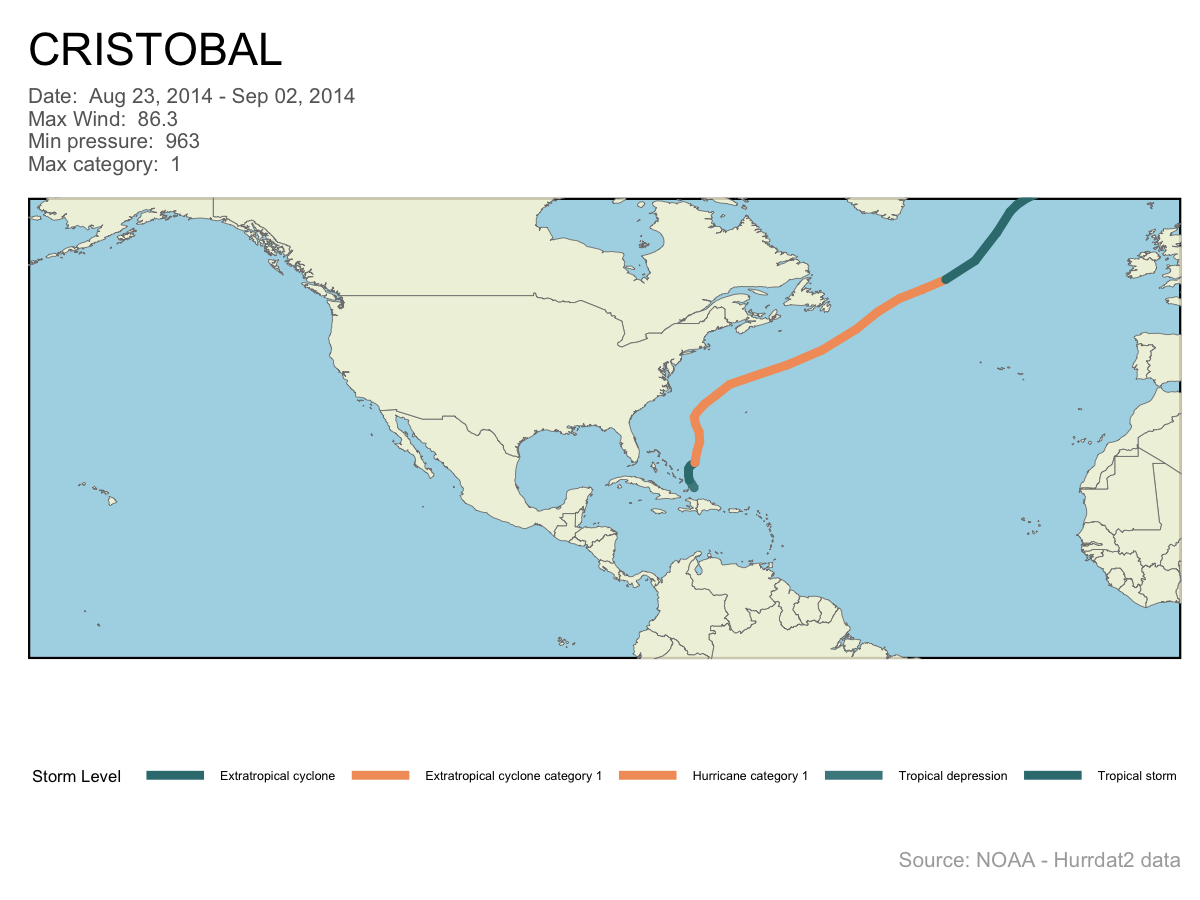 CRISTOBAL
Date:  Aug 23, 2014 - Sep 02, 2014
Max Wind:  86.3
Min pressure:  963
Max category:  1
Storm Level Extratropical cyclone Extratropical cyclone category 1 Hurricane category 1 Tropical depression Tropical storm
Source: NOAA - Hurrdat2 data